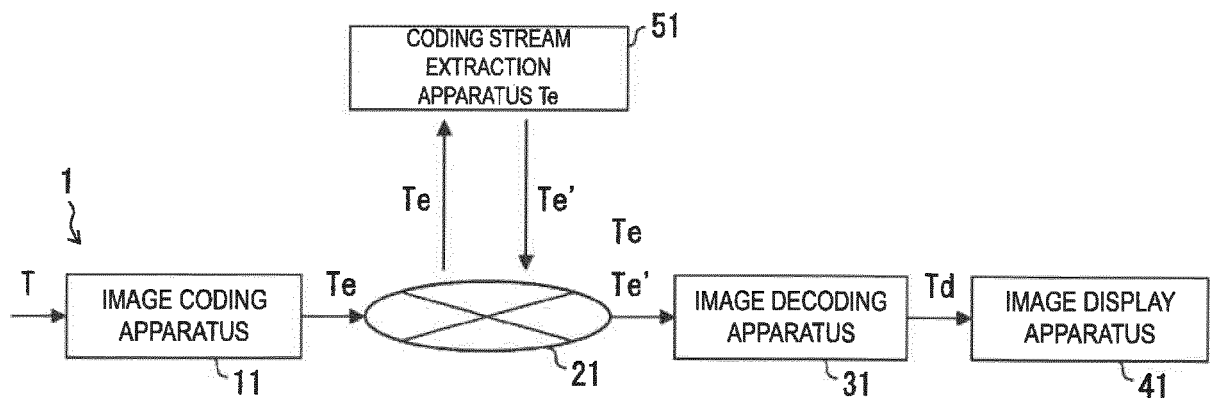 CODING STREAM
EXTRACTION
APPARATUS Te
51
1
Te
Te'
Te
T
IMAGE CODING
APPARATUS
Te
Te'
IMAGE DECODING
APPARATUS
Td
IMAGE DISPLAY
APPARATUS
11
21
31
41